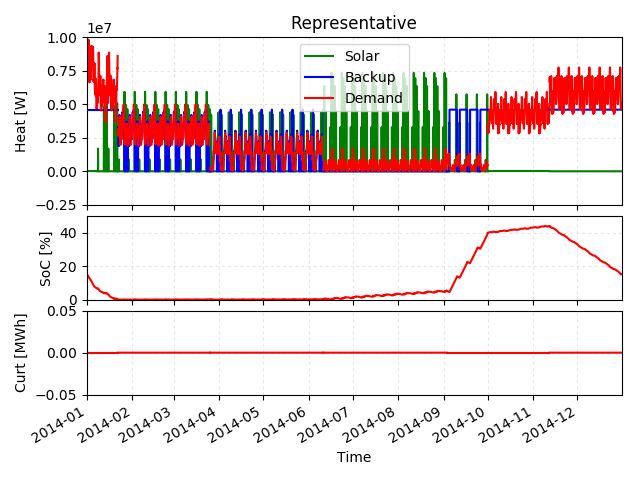 Representative
1e7
1.00
0.75
0.50
0.25
0.00
−0.25
Heat [W]
Solar
Backup
Demand
40
20
0
SoC [%]
0.05
0.00
−0.05
Curt [MWh]
2014-01
2014-02
2014-03
2014-04
2014-05
2014-06
2014-07
2014-08
2014-09
2014-10
2014-11
2014-12
Time